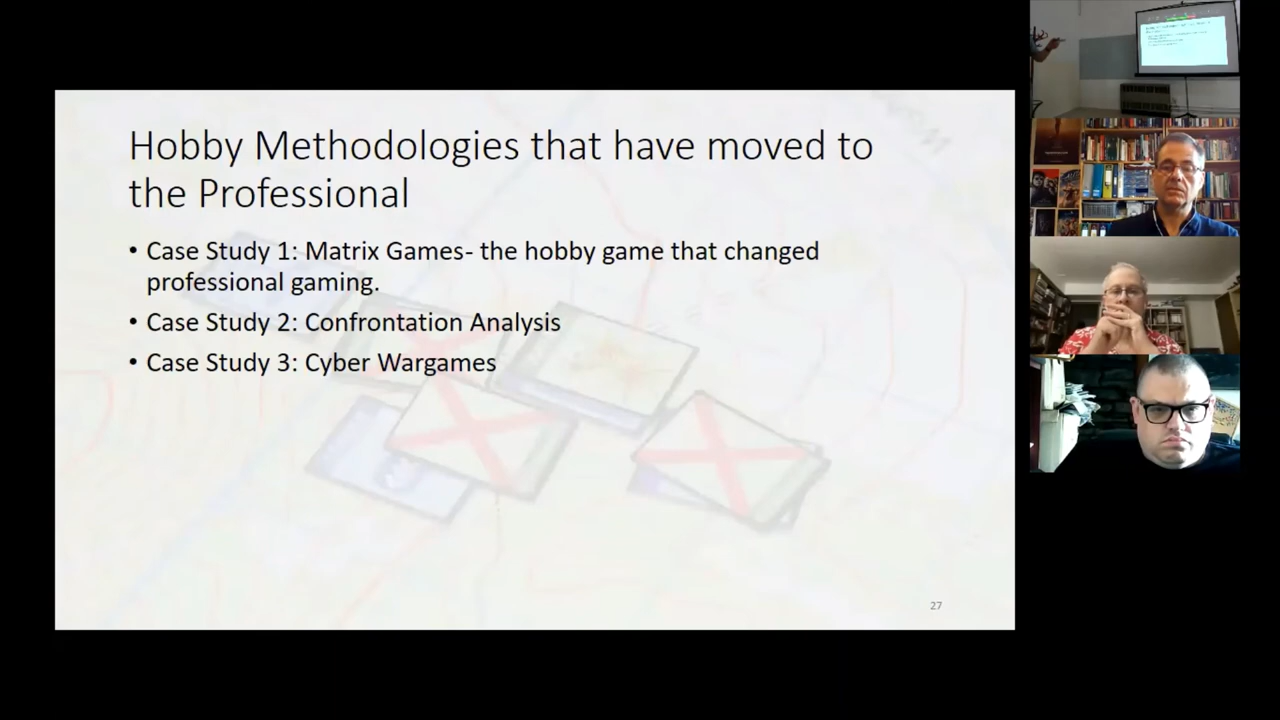 Hobby Methodologies that have moved to
the Professional
• Case Study 1: Matrix Games- the hobby game that changed
professional gaming.
• Case Study 2: Confrontation Analysis
• Case Study 3: Cyber Wargames
27